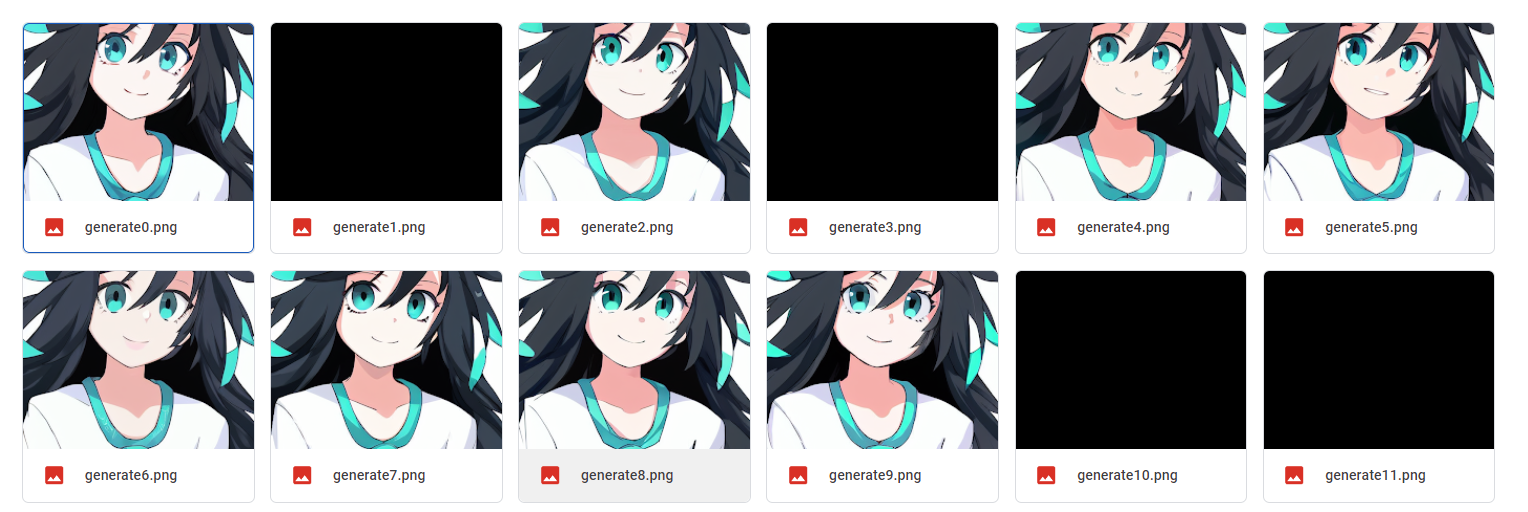 generate0.png
generate1.png
generate2.png
generate3.png
generate4.png
generate5.png
generate6.png
generate7.png
generate8.png
generate9.png
generate10.png
generate11.png